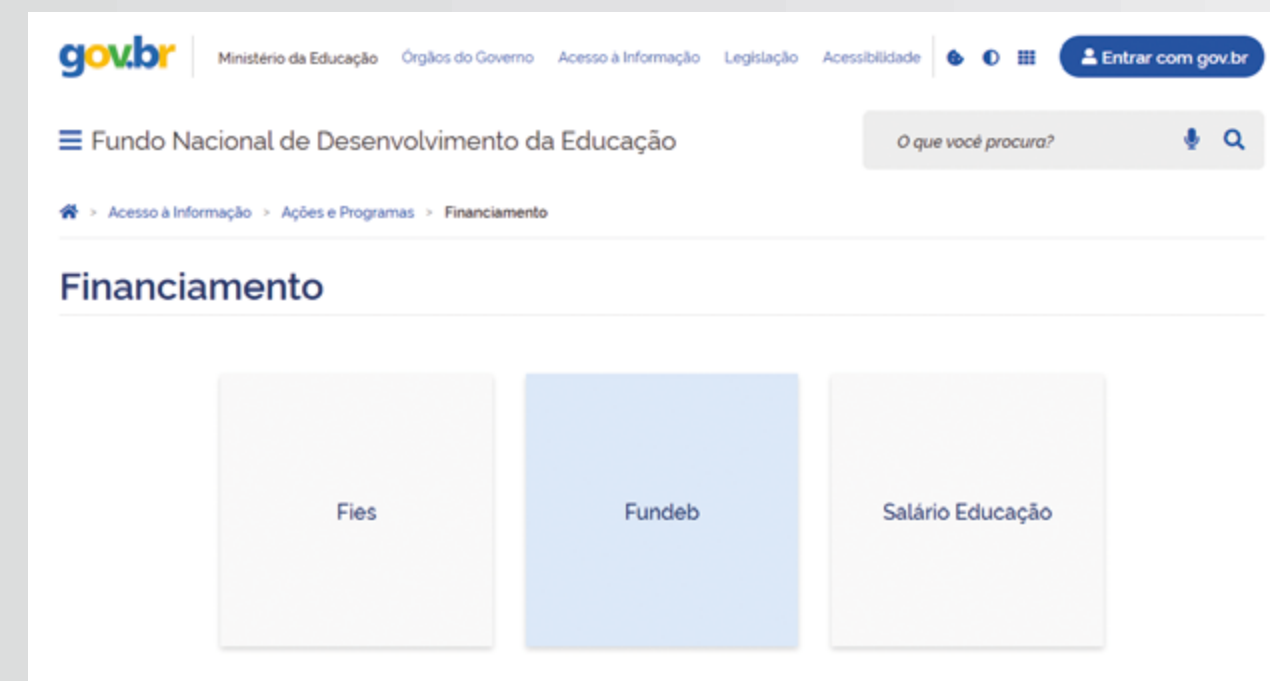 gov.br Ministério da Educação Órgãos do Governo Acesso à Informação Legislação Acessibilidade Entrar com gov.br
Fundo Nacional de Desenvolvimento da Educação O que você procura?
> Acesso à Informação > Ações e Programas > Financiamento
Financiamento
Fies Fundeb Salário Educação